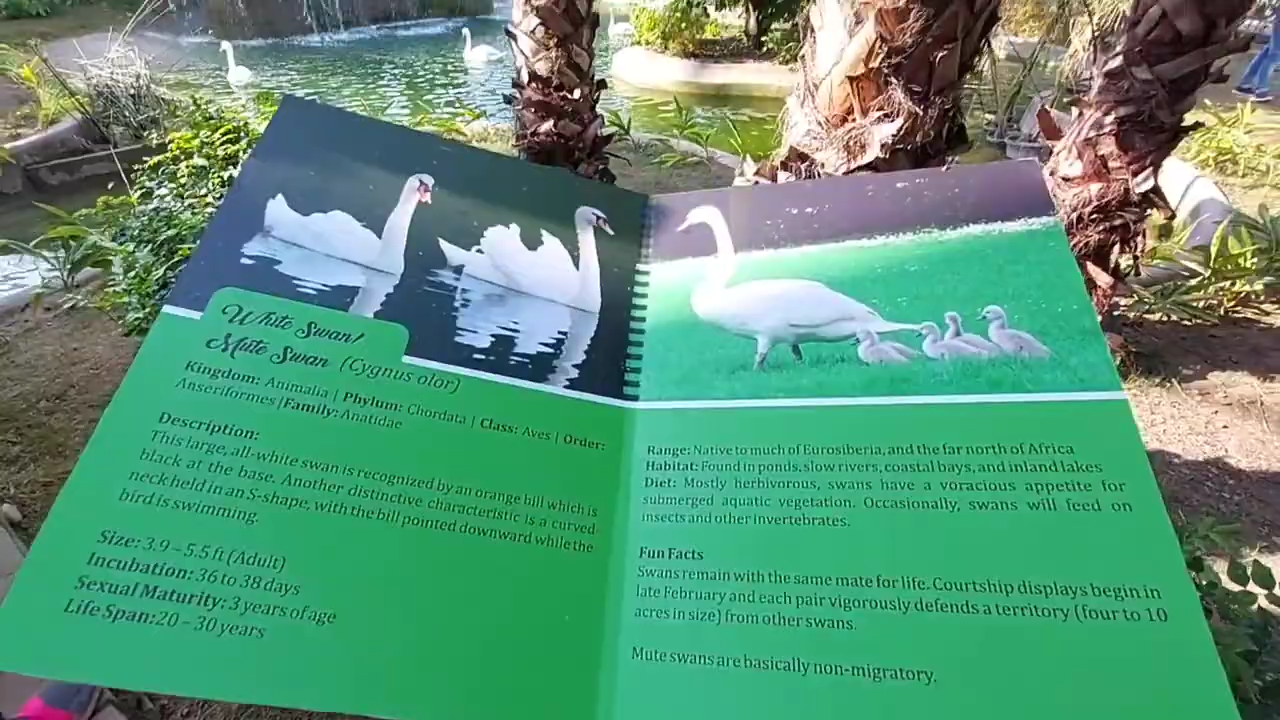 White Swan/
Mute Swan (Cygnus olor)
Kingdom: Animalia | Phylum: Chordata | Class: Aves | Order:
Anseriformes |Family: Anatidae
Description:
This large, all-white swan is recognized by an orange bill which is
black at the base. Another distinctive characteristic is a curved
neck held in an S-shape, with the bill pointed downward while the
bird is swimming.
Size: 3.9 – 5.5 ft (Adult)
Incubation: 36 to 38 days
Sexual Maturity: 3 years of age
Life Span: 20 – 30 years
Range: Native to much of Eurosiberia, and the far north of Africa
Habitat: Found in ponds, slow rivers, coastal bays, and inland lakes
Diet: Mostly herbivorous, swans have a voracious appetite for
submerged aquatic vegetation. Occasionally, swans will feed on
insects and other invertebrates.
Fun Facts
Swans remain with the same mate for life. Courtship displays begin in
late February and each pair vigorously defends a territory (four to 10
acres in size) from other swans.
Mute swans are basically non-migratory.